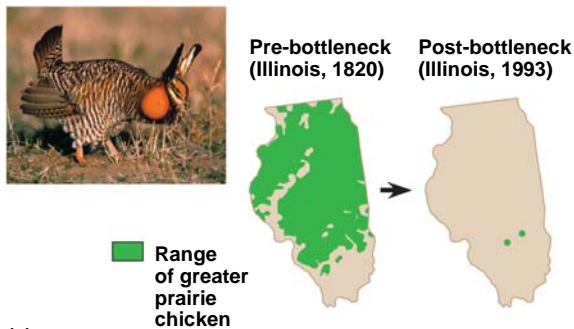 Pre-bottleneck
(Illinois, 1820)
Post-bottleneck
(Illinois, 1993)
Range
of greater
prairie
chicken